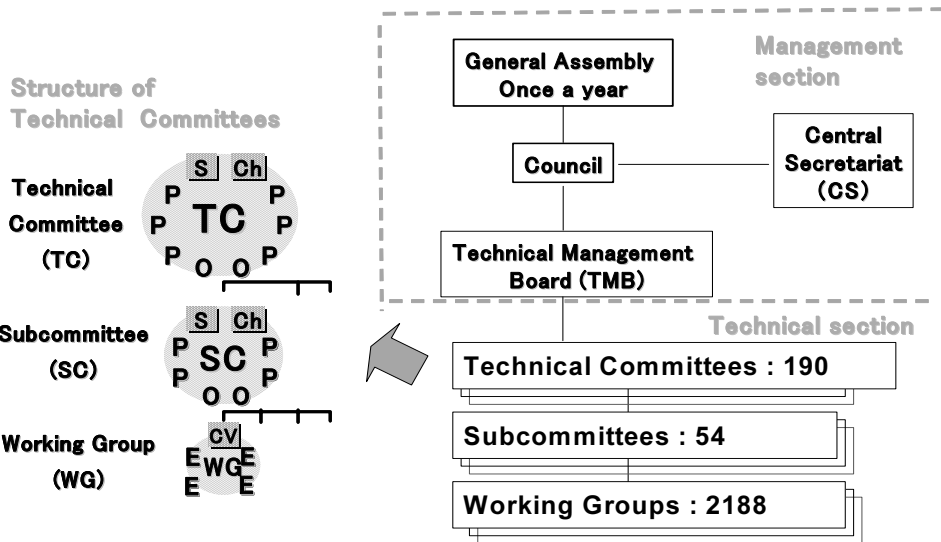 Structure of
Technical Committees
Technical
Committee
(TC)
S Ch
P P
P TC P
P P
O O
Subcommittee
(SC)
S Ch
P P
SC
P P
O O
Working Group
(WG)
CV
E E
WG
E E
Management
section
General Assembly
Once a year
Council
Central
Secretariat
(CS)
Technical Management
Board (TMB)
Technical section
Technical Committees : 190
Subcommittees : 54
Working Groups : 2188